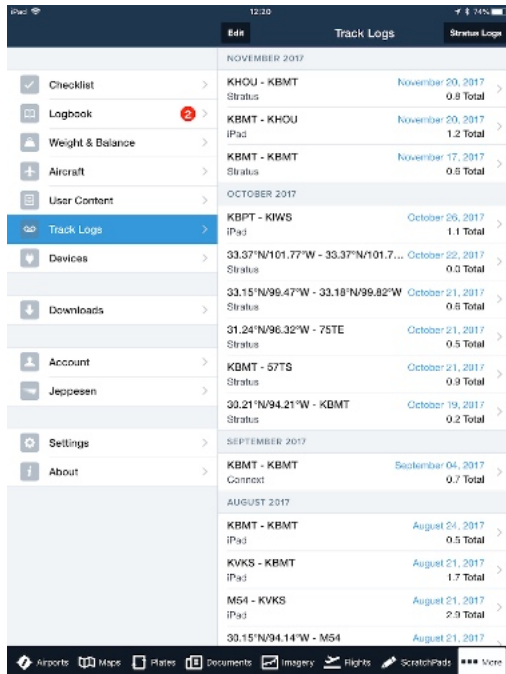 iPad 12:20 74%
Edit Track Logs Stratus Logs
Checklist
Logbook 2
Weight & Balance
Aircraft
User Content
Track Logs
Devices
Downloads
Account
Jeppesen
Settings
About
NOVEMBER 2017
KHOU - KBMT November 20, 2017
Stratus 0.8 Total
KBMT - KHOU November 20, 2017
iPad 1.2 Total
KBMT - KBMT November 17, 2017
Stratus 0.6 Total
OCTOBER 2017
KBPT - KIWS October 26, 2017
iPad 1.1 Total
33.37°N/101.77°W - 33.37°N/101.7... October 22, 2017
Stratus 0.0 Total
33.15°N/99.47°W - 33.18°N/99.82°W October 21, 2017
Stratus 0.6 Total
31.24°N/96.32°W - 75TE October 21, 2017
Stratus 0.5 Total
KBMT - 57TS October 21, 2017
Stratus 0.9 Total
30.21°N/94.21°W - KBMT October 19, 2017
Stratus 0.2 Total
SEPTEMBER 2017
KBMT - KBMT September 04, 2017
Connext 0.7 Total
AUGUST 2017
KBMT - KBMT August 24, 2017
iPad 0.5 Total
KVKS - KBMT August 21, 2017
iPad 1.7 Total
M54 - KVKS August 21, 2017
iPad 2.9 Total
30.15°N/94.14°W - M54 August 21, 2017
Airports Maps Plates Documents Imagery Flights ScratchPads More